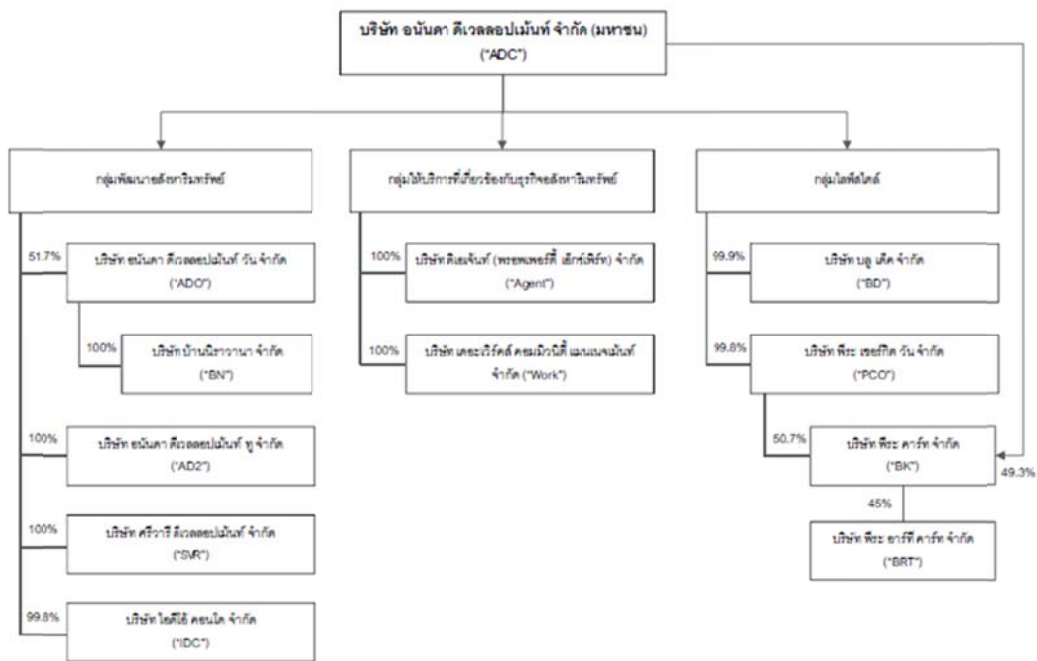 บริษัท อนันดา ดีเวลลอปเม้นท์ จำกัด (มหาชน)
("ADC")
กลุ่มพัฒนาอสังหาริมทรัพย์
กลุ่มให้บริการที่เกี่ยวข้องกับธุรกิจอสังหาริมทรัพย์
กลุ่มไลฟ์สไตล์
51.7%
บริษัท อนันดา ดีเวลลอปเม้นท์ วัน จำกัด
("ADO")
100%
บริษัท บ้านนิราวานา จำกัด
("BN")
100%
บริษัท อนันดา ดีเวลลอปเม้นท์ ทู จำกัด
("AD2")
100%
บริษัท ศรีวารี ดีเวลลอปเม้นท์ จำกัด
("SVR")
99.8%
บริษัท ไอดีโอ้ คอนโด จำกัด
("IDC")
100%
บริษัท ดิเอเจ้นท์ (พรอพเพอร์ตี้ เอ็กซ์เพิร์ท) จำกัด
("Agent")
100%
บริษัท เดอะเวิร์คส์ คอมมิวนิตี้ แมนเนจเม้นท์
จำกัด ("Work")
99.9%
บริษัท บลู เด็ค จำกัด
("BD")
99.8%
บริษัท พีระ เซอร์กิต วัน จำกัด
("PCO")
50.7%
บริษัท พีระ คาร์ท จำกัด
("BK")
49.3%
45%
บริษัท พีระ อาร์ที คาร์ท จำกัด
("BRT")